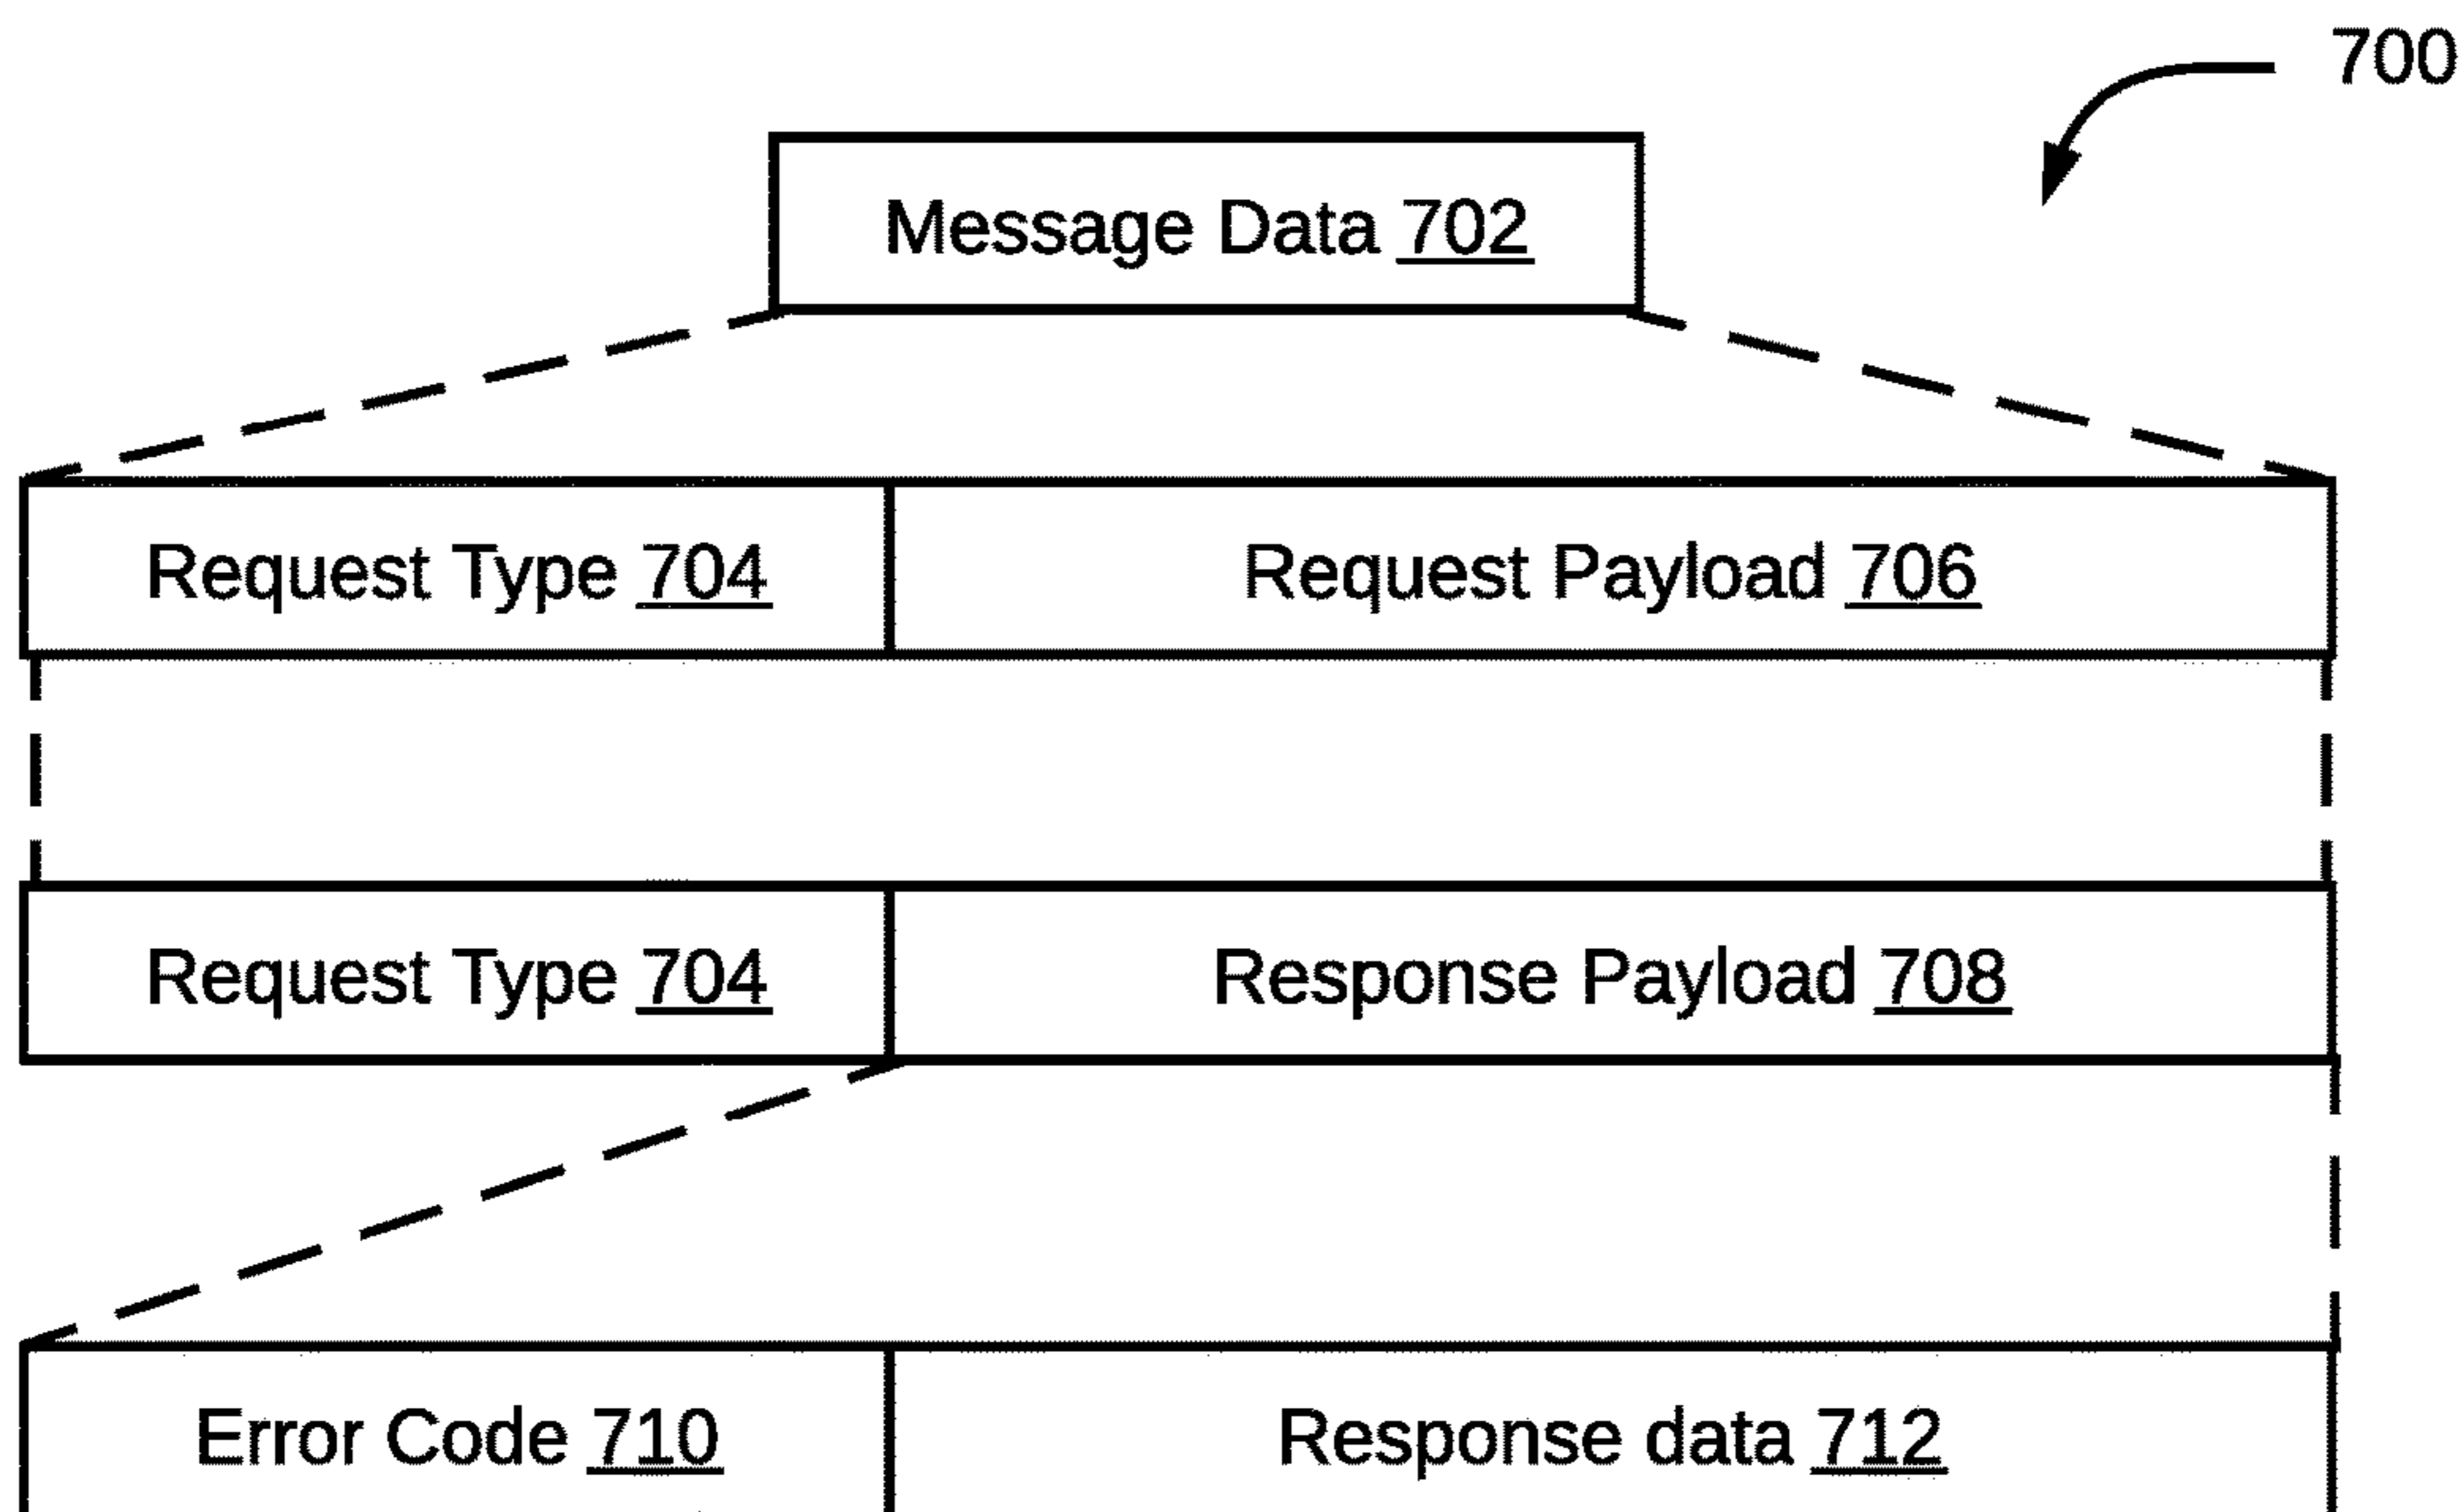 700
Message Data 702
Request Type 704 Request Payload 706
Request Type 704 Response Payload 708
Error Code 710 Response data 712